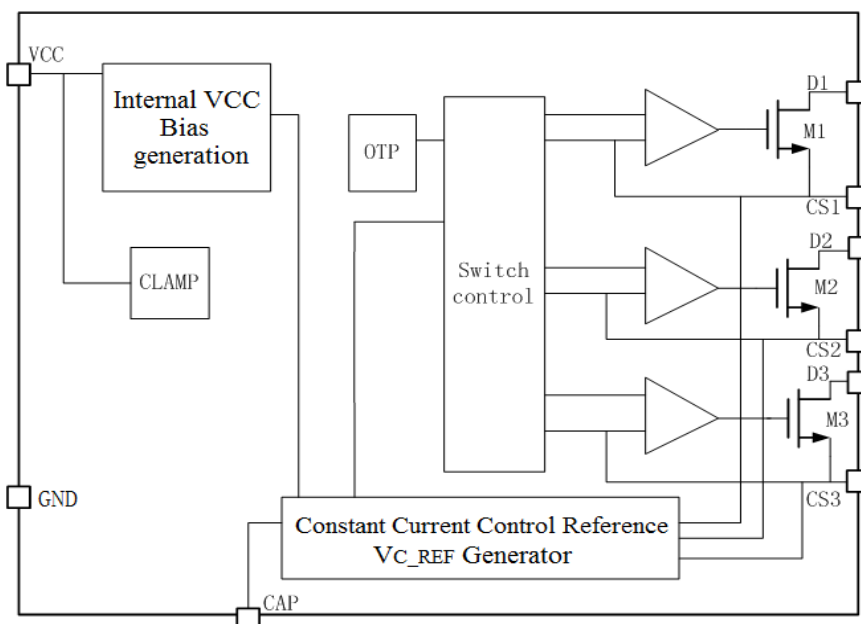 VCC
Internal VCC
Bias
generation
OTP
CLAMP
Switch
control
D1
M1
CS1
D2
M2
CS2
D3
M3
CS3
GND
Constant Current Control Reference
VC_REF Generator
CAP